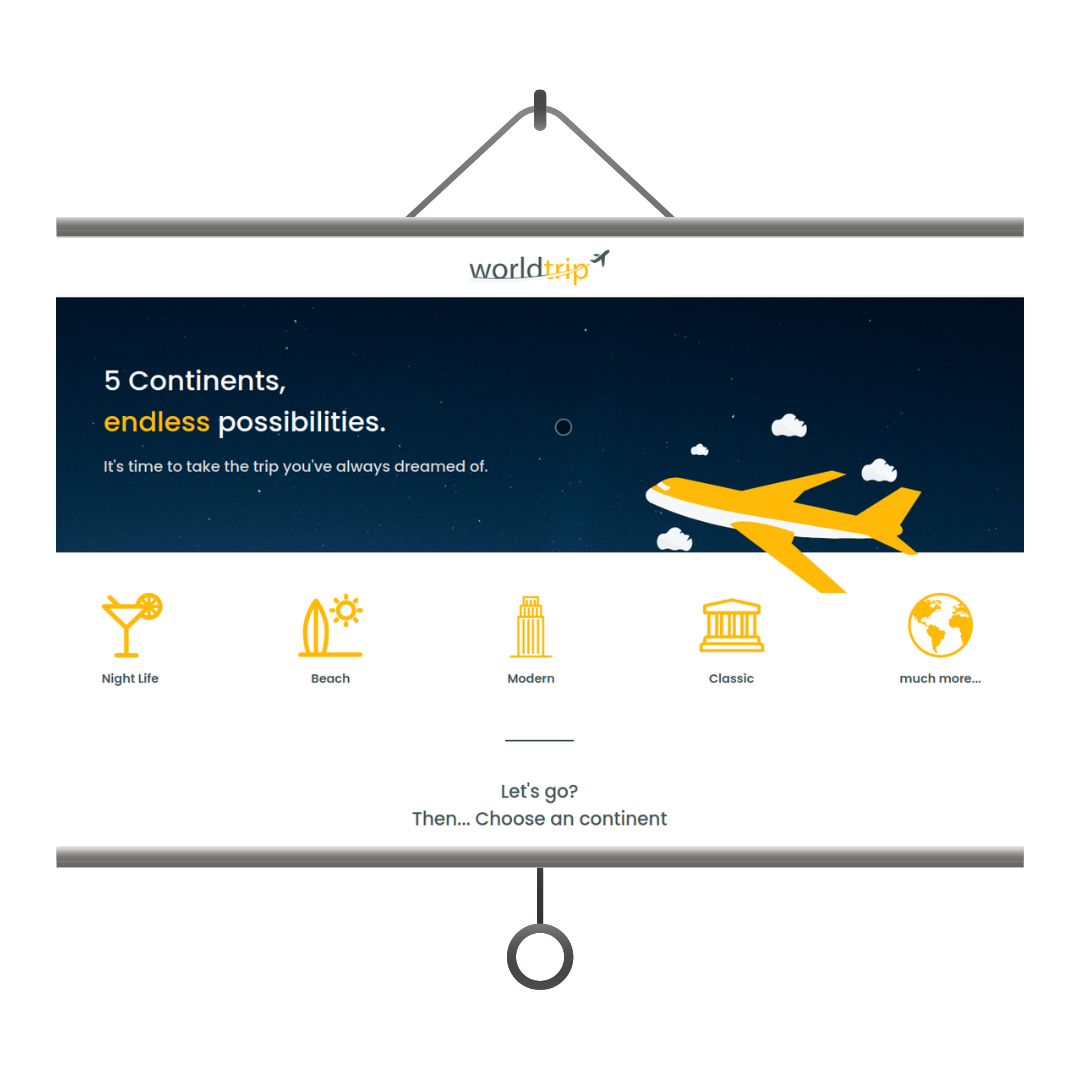 worldtrip
5 Continents,
endless possibilities.
It's time to take the trip you've always dreamed of.
Night Life
Beach
Modern
Classic
much more...
Let's go?
Then... Choose an continent